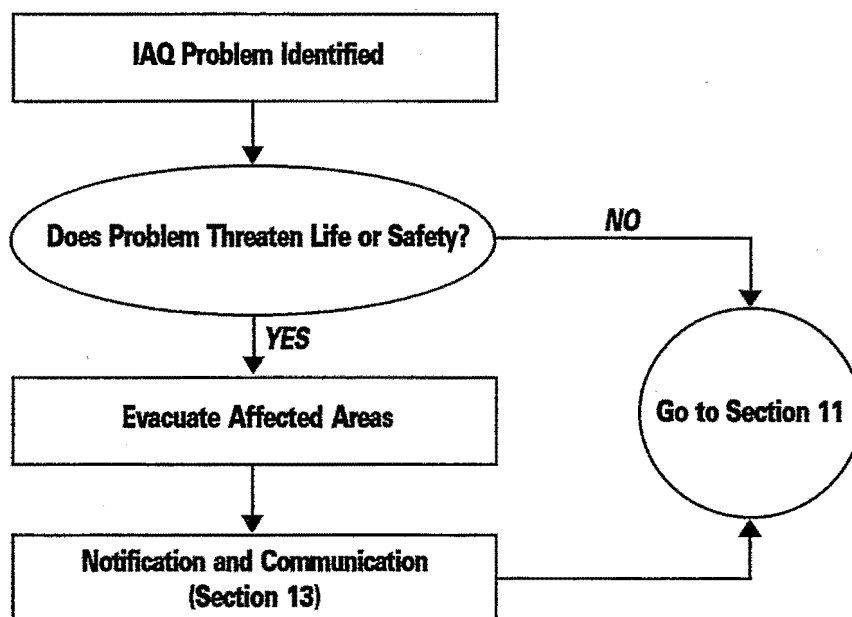 IAQ Problem Identified
Does Problem Threaten Life or Safety?
NO
YES
Evacuate Affected Areas
Go to Section 11
Notification and Communication
(Section 13)